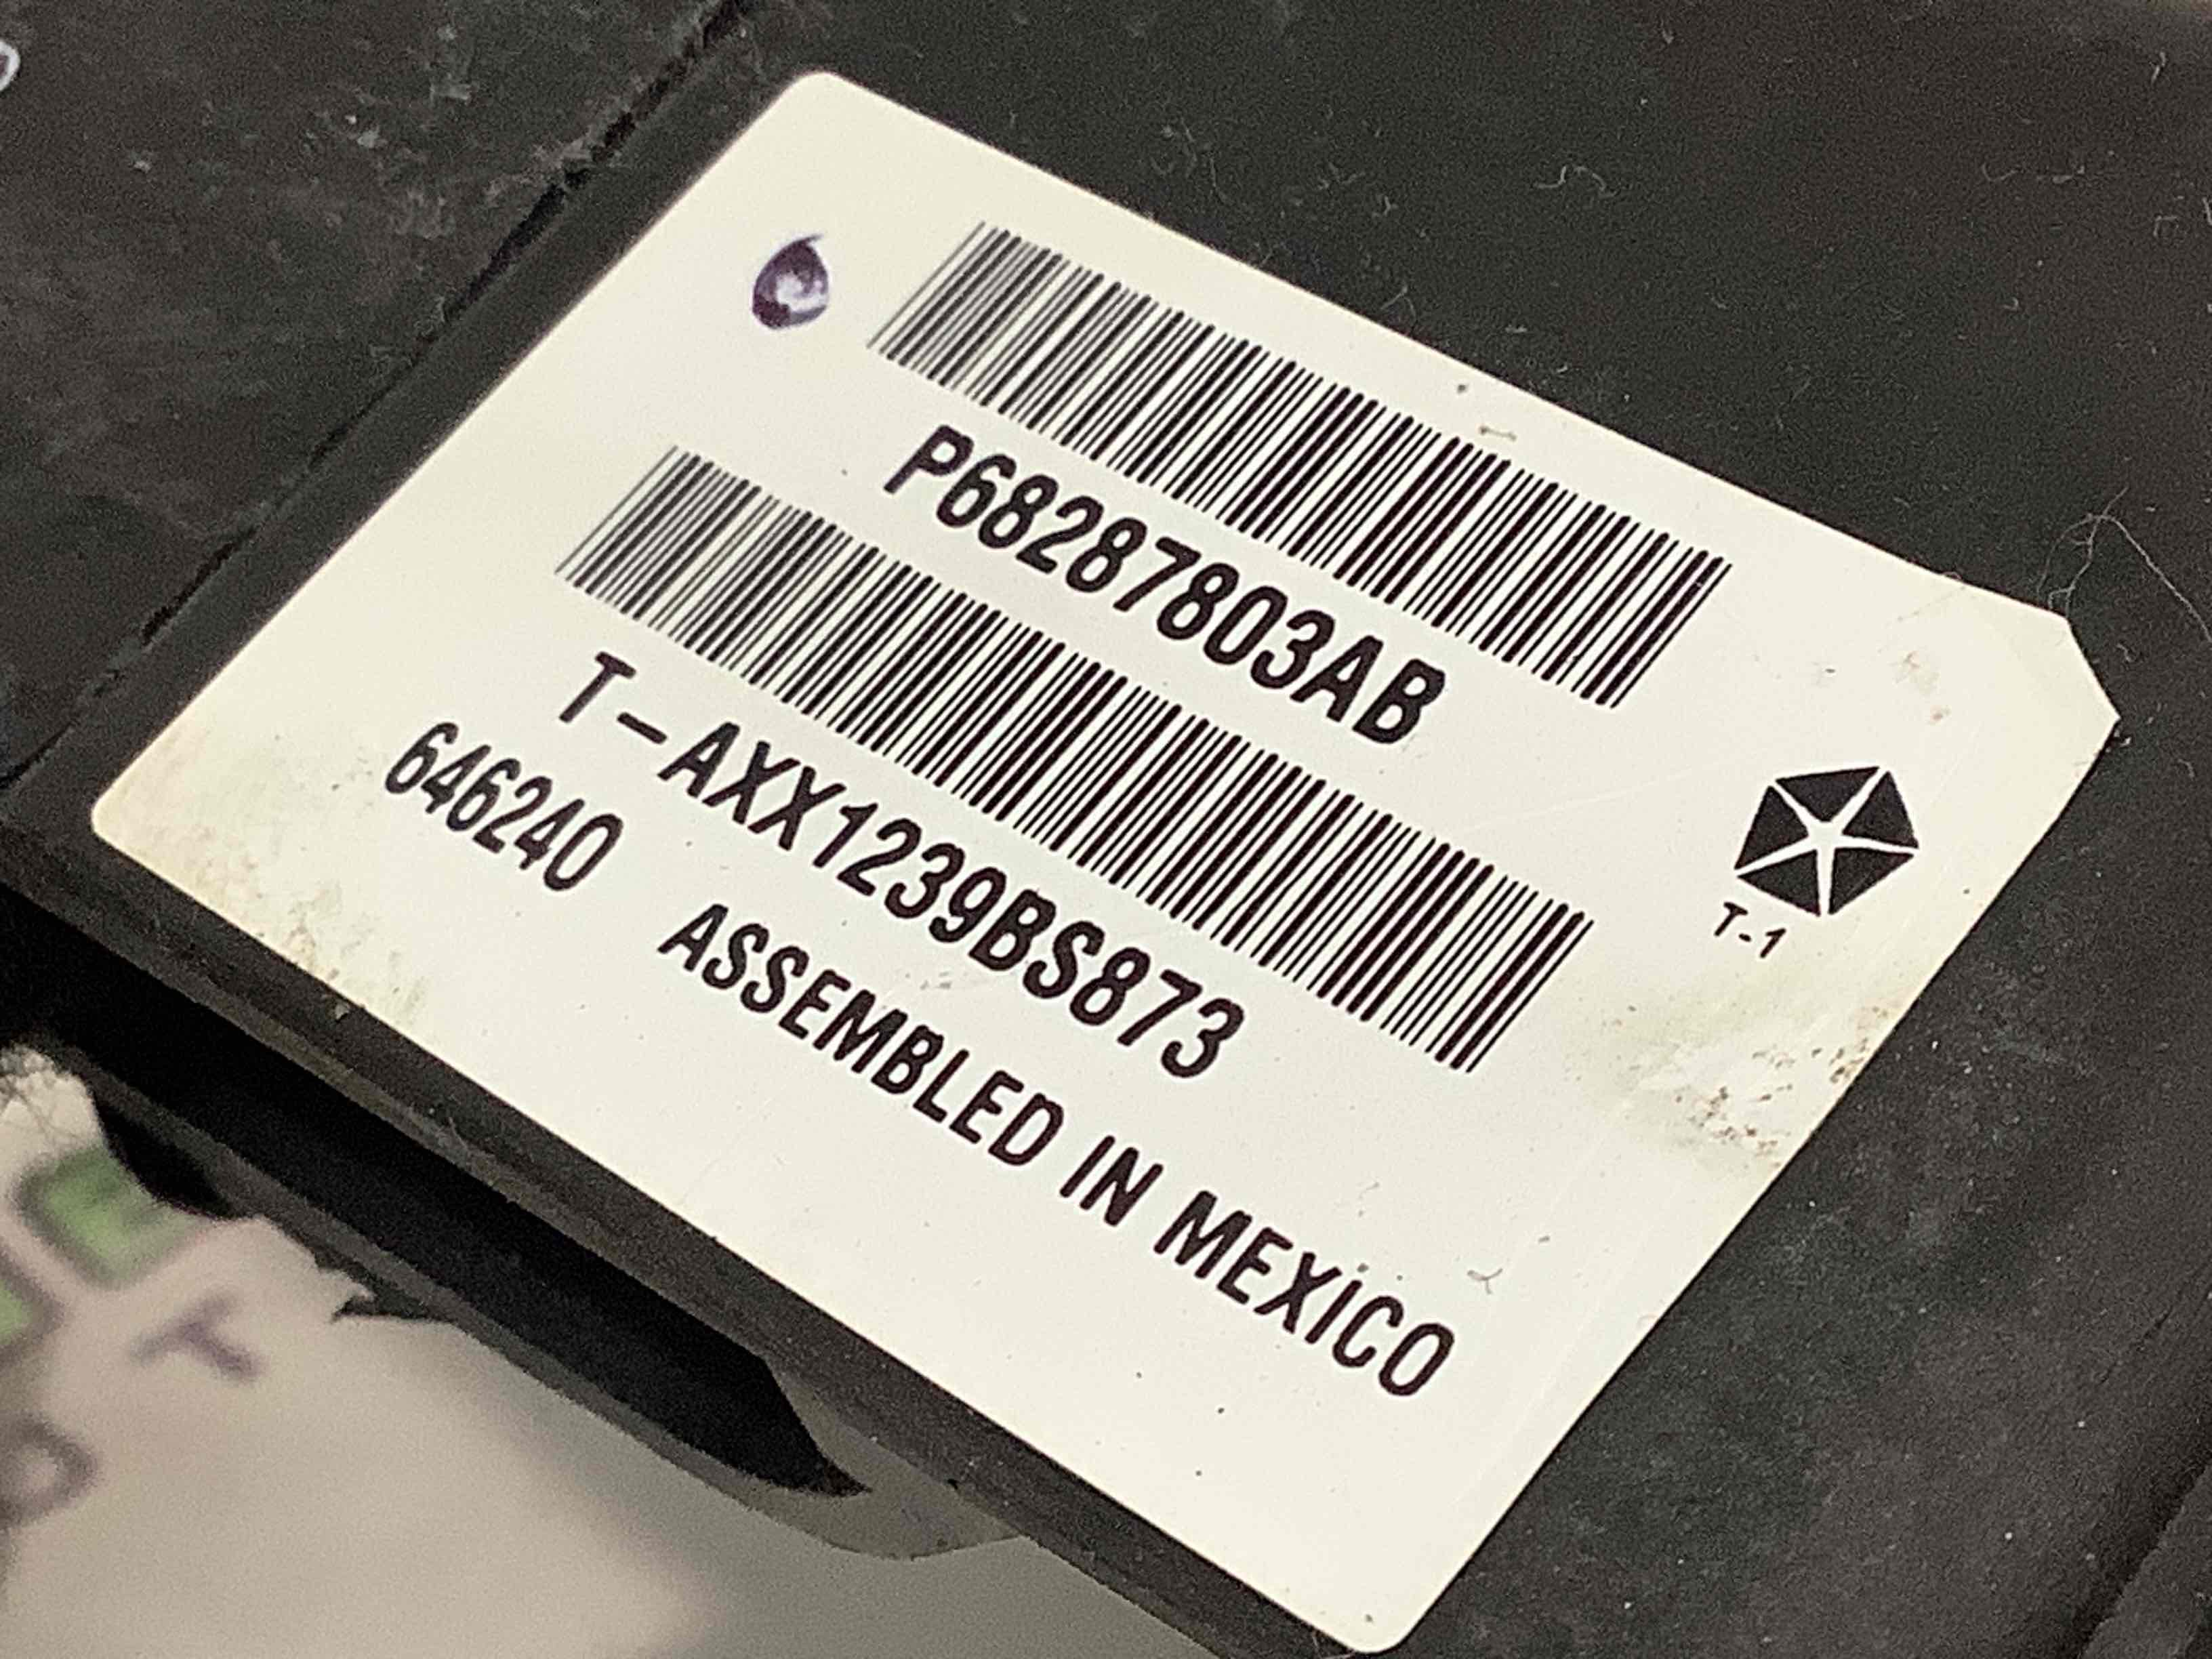 P68287803AB
T-AXX1239BS873
646240
ASSEMBLED IN MEXICO
T-1